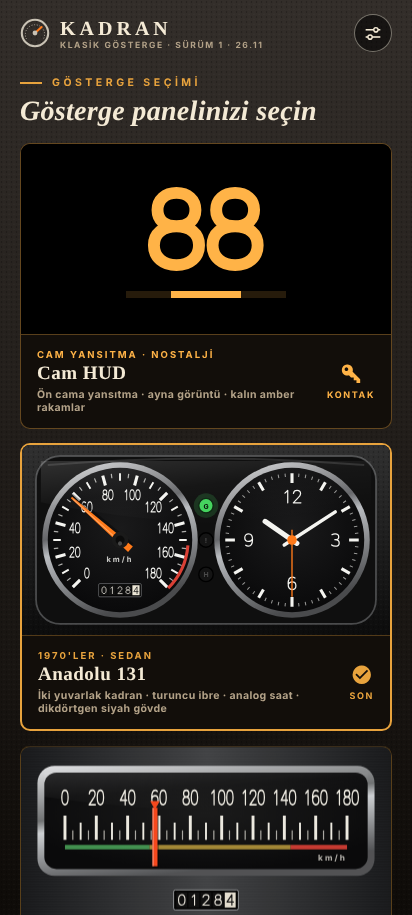 KADRAN
KLASİK GÖSTERGE · SÜRÜM 1 · 26.11
GÖSTERGE SEÇİMİ
Gösterge panelinizi seçin
88
CAM YANSITMA · NOSTALJİ
Cam HUD
Ön cama yansıtma · ayna görüntü · kalın amber
rakamlar
KONTAK
0 20 40 60 80 100 120 140 160 180
km/h
01284
G
I
H
12
3
6
9
1970'LER · SEDAN
Anadolu 131
İki yuvarlak kadran · turuncu ibre · analog saat ·
dikdörtgen siyah gövde
SON
0 20 40 60 80 100 120 140 160 180
km/h
01284